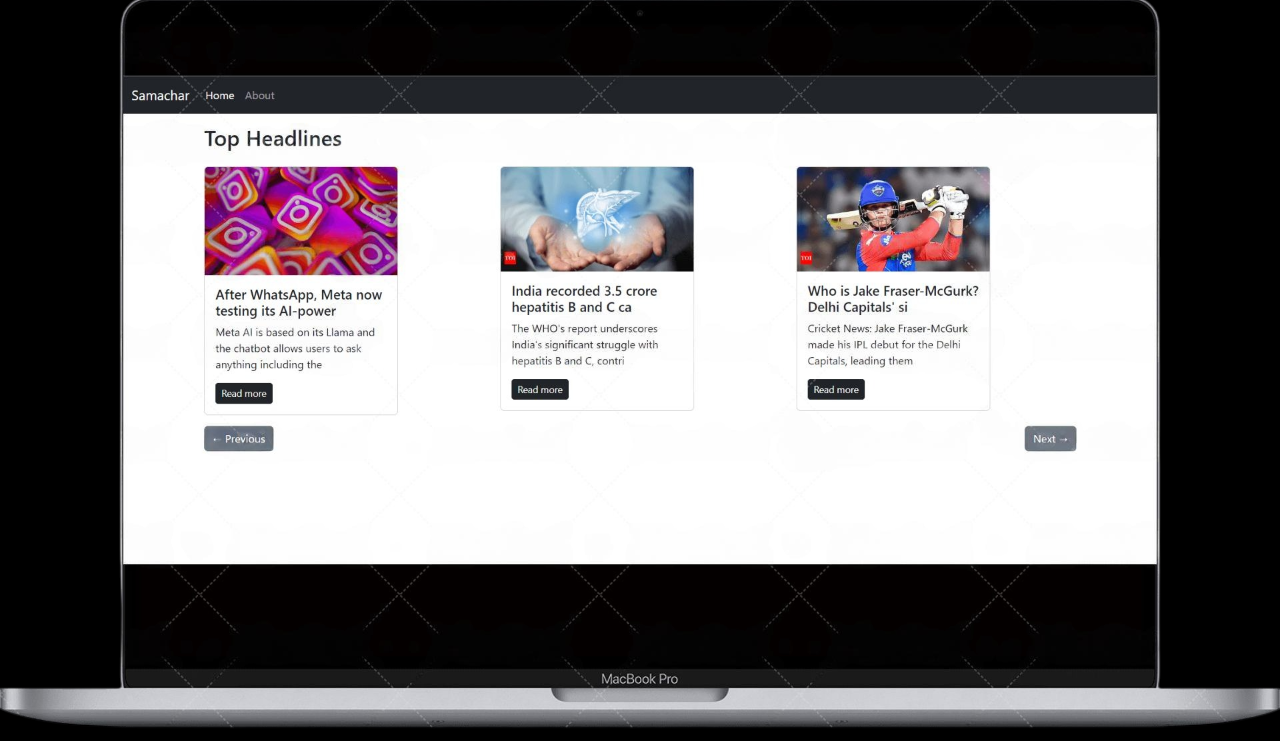 Samachar Home About
Top Headlines
After WhatsApp, Meta now
testing its AI-power
Meta AI is based on its Llama and
the chatbot allows users to ask
anything including the
Read more
TOI
India recorded 3.5 crore
hepatitis B and C ca
The WHO's report underscores
India's significant struggle with
hepatitis B and C, contri
Read more
TOI
Who is Jake Fraser-McGurk?
Delhi Capitals' si
Cricket News: Jake Fraser-McGurk
made his IPL debut for the Delhi
Capitals, leading them
Read more
← Previous
Next →
MacBook Pro